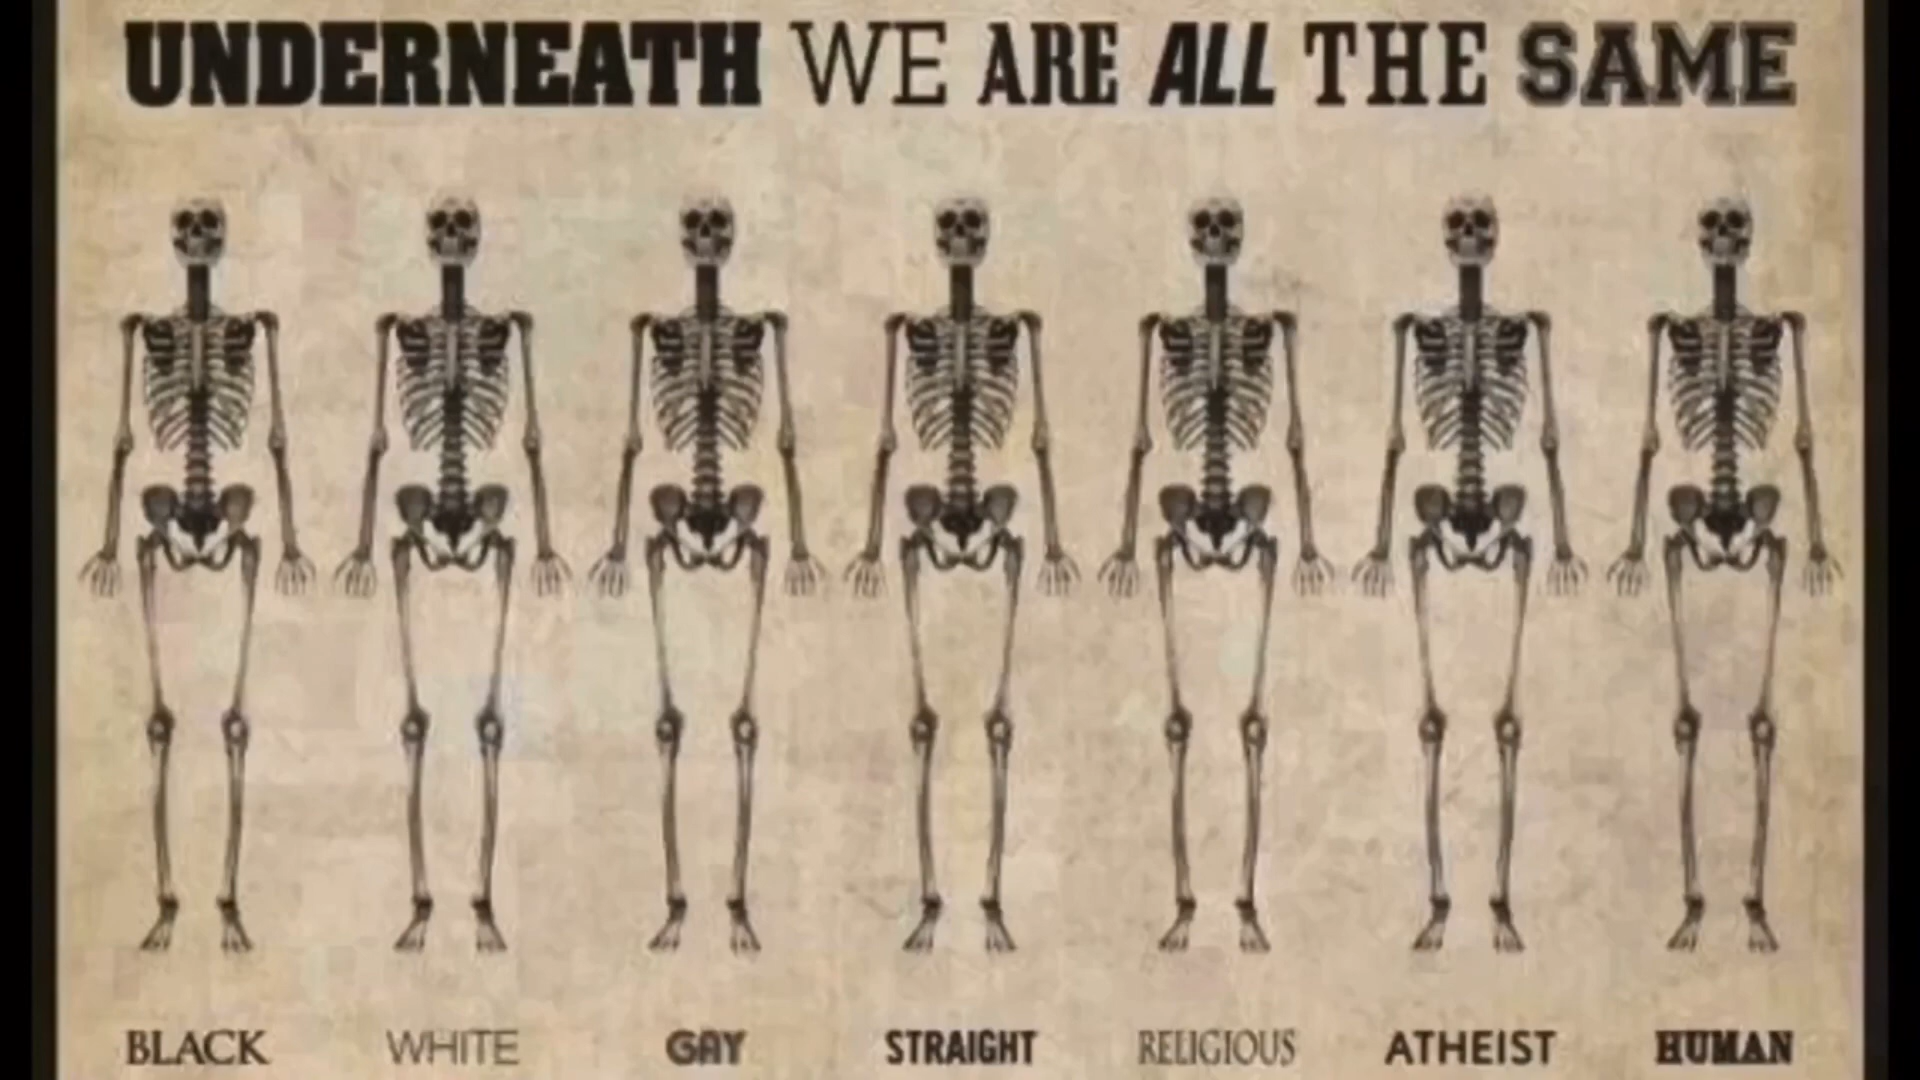 UNDERNEATH WE ARE ALL THE SAME
BLACK WHITE GAY STRAIGHT RELIGIOUS ATHEIST HUMAN